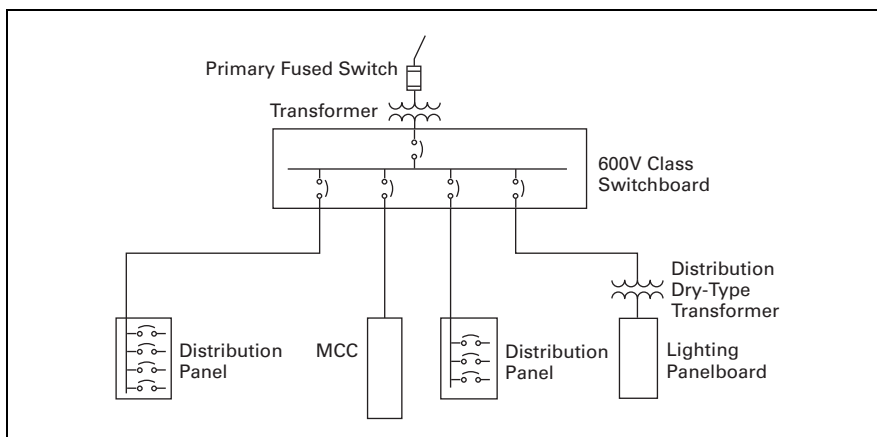 Primary Fused Switch
Transformer
600V Class
Switchboard
Distribution
Dry-Type
Transformer
Distribution
Panel
MCC
Distribution
Panel
Lighting
Panelboard